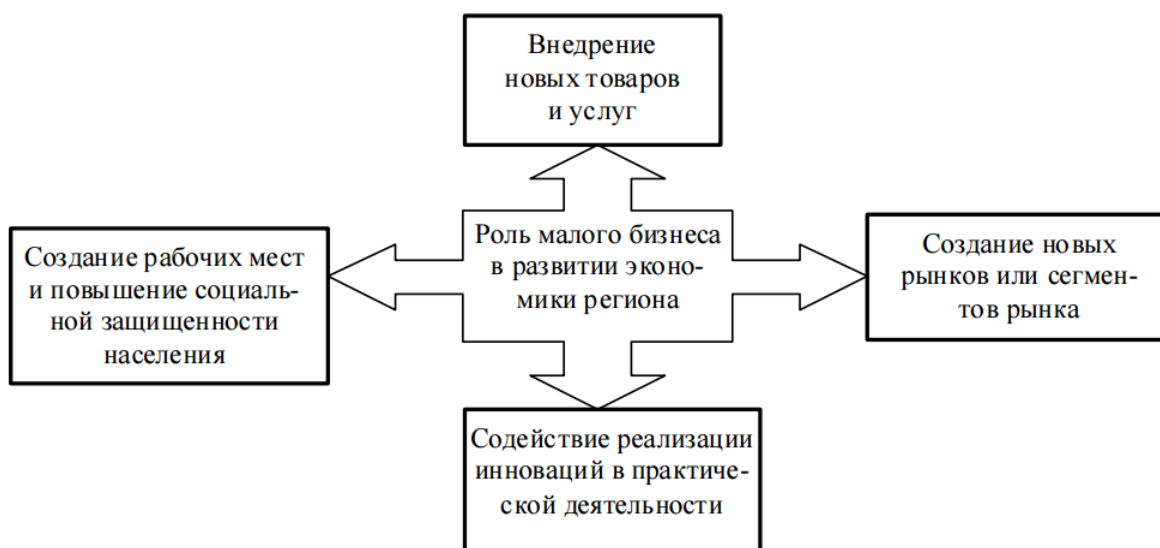 Внедрение
новых товаров
и услуг
Создание рабочих мест
и повышение социаль-
ной защищенности
населения
Роль малого бизнеса
в развитии эконо-
мики региона
Создание новых
рынков или сегмен-
тов рынка
Содействие реализации
инноваций в практиче-
ской деятельности